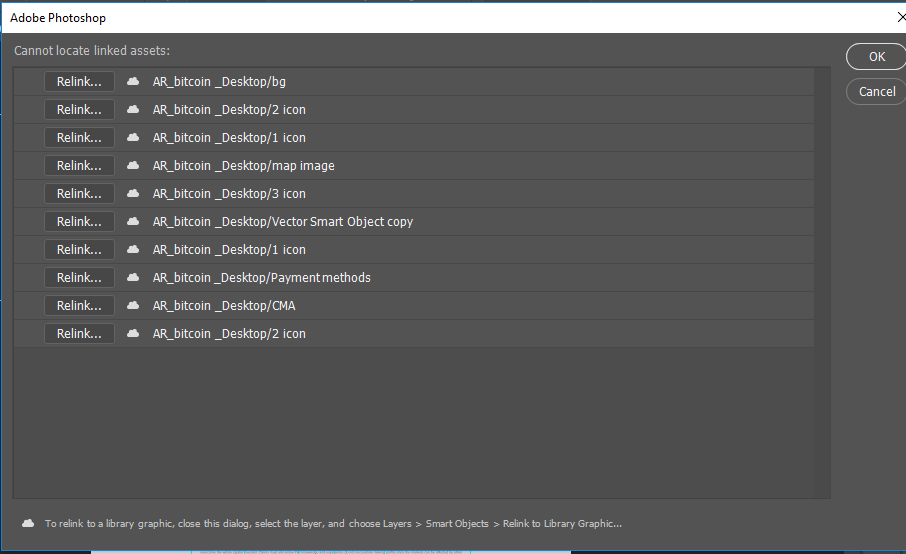 Adobe Photoshop
Cannot locate linked assets:
OK
Relink... AR_bitcoin _Desktop/bg
Cancel
Relink... AR_bitcoin _Desktop/2 icon
Relink... AR_bitcoin _Desktop/1 icon
Relink... AR_bitcoin _Desktop/map image
Relink... AR_bitcoin _Desktop/3 icon
Relink... AR_bitcoin _Desktop/Vector Smart Object copy
Relink... AR_bitcoin _Desktop/1 icon
Relink... AR_bitcoin _Desktop/Payment methods
Relink... AR_bitcoin _Desktop/CMA
Relink... AR_bitcoin _Desktop/2 icon
To relink to a library graphic, close this dialog, select the layer, and choose Layers > Smart Objects > Relink to Library Graphic...